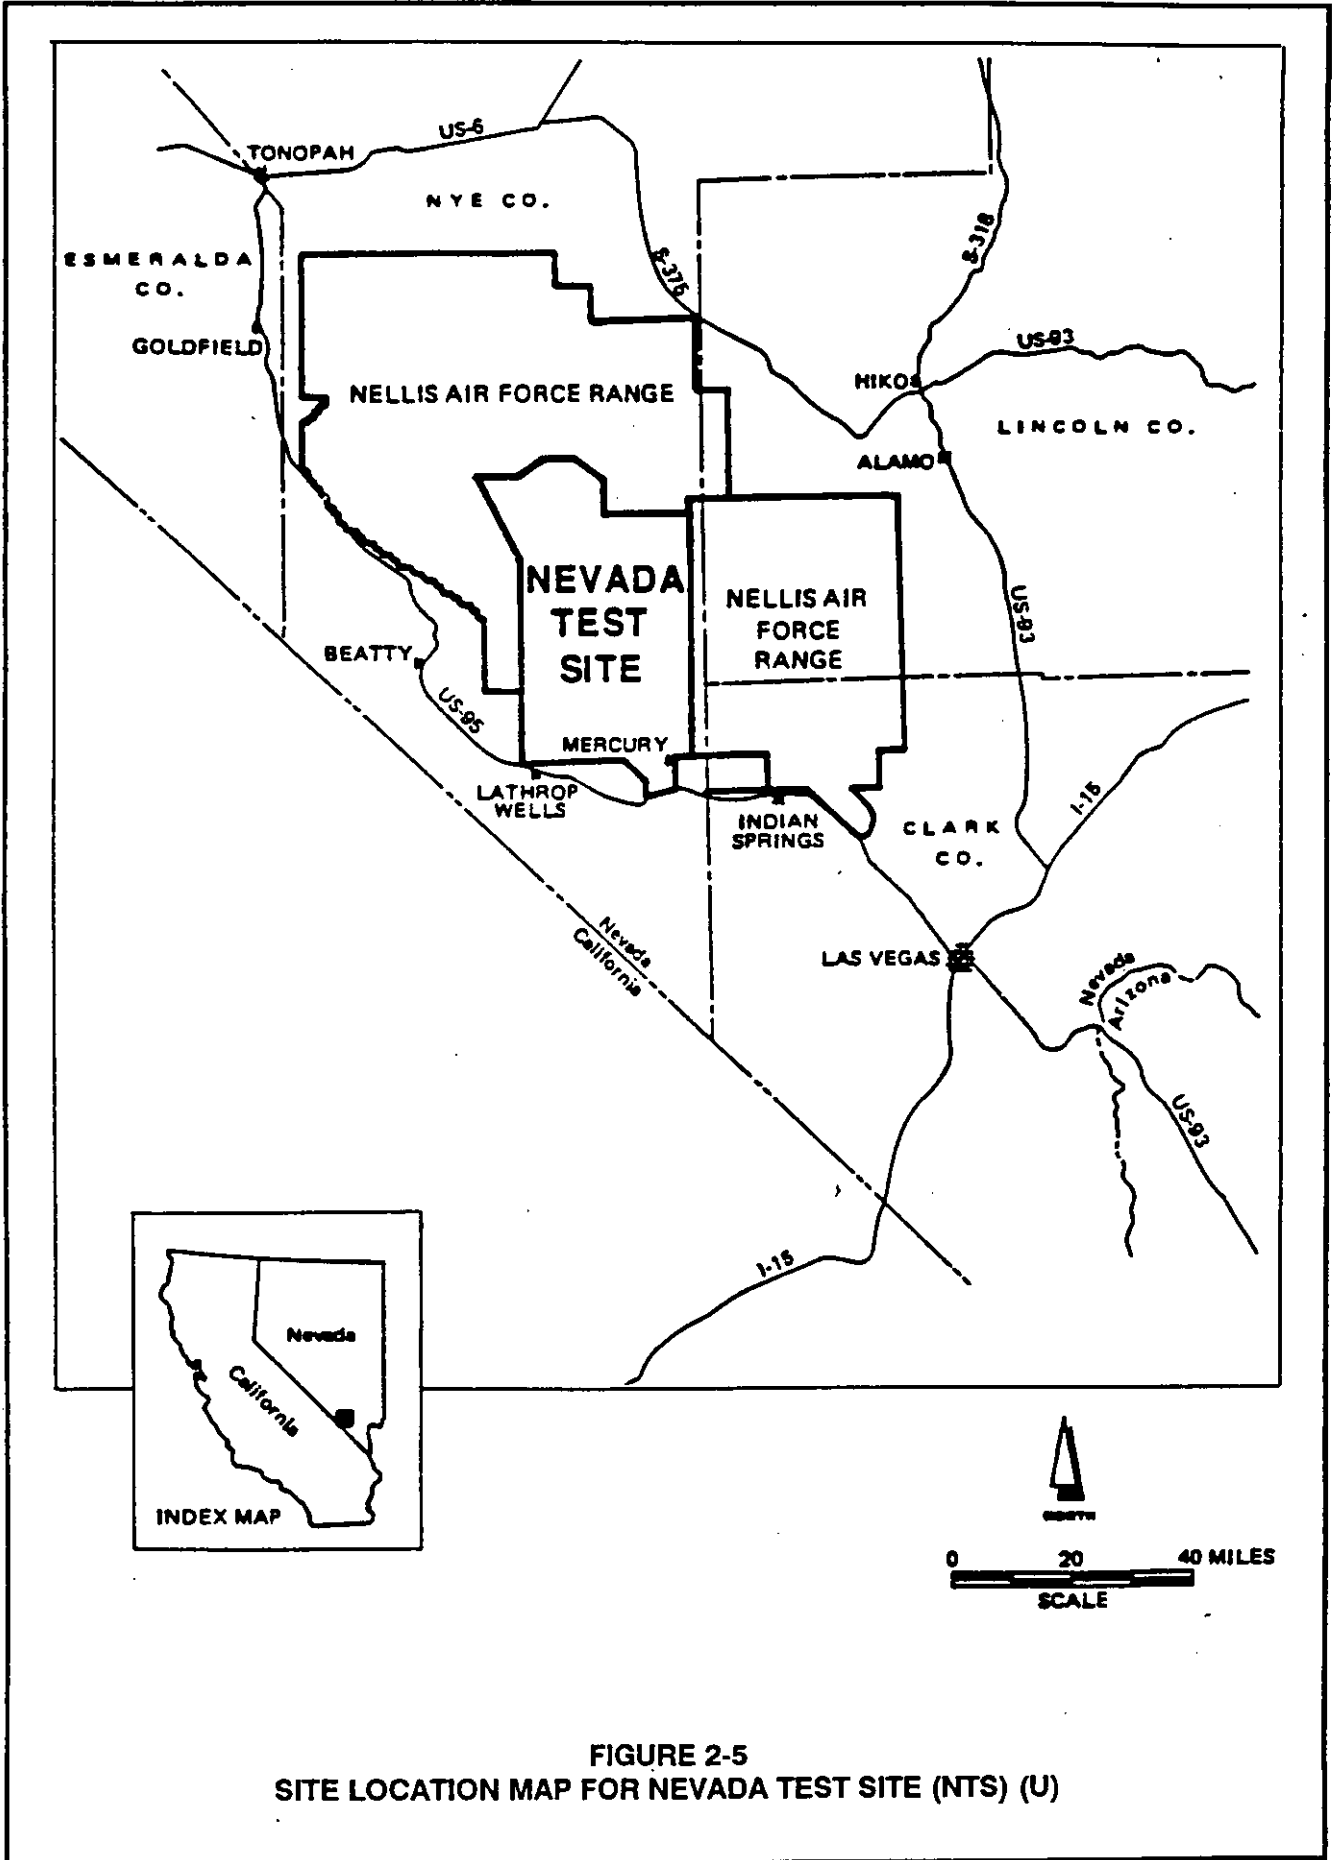 US-6
TONOPAH
NYE CO.
ESMERALDA
CO.
S-375
8-318
GOLDFIELD
US-93
HIKO
NELLIS AIR FORCE RANGE
LINCOLN CO.
ALAMO
NEVADA
TEST
SITE
NELLIS AIR
FORCE
RANGE
US-93
BEATTY
US-95
MERCURY
LATHROP
WELLS
INDIAN
SPRINGS
I-15
CLARK
CO.
Nevada
California
LAS VEGAS
Nevada
Arizona
US-93
I-15
Nevada
California
INDEX MAP
NORTH
0 20 40 MILES
SCALE
FIGURE 2-5
SITE LOCATION MAP FOR NEVADA TEST SITE (NTS) (U)